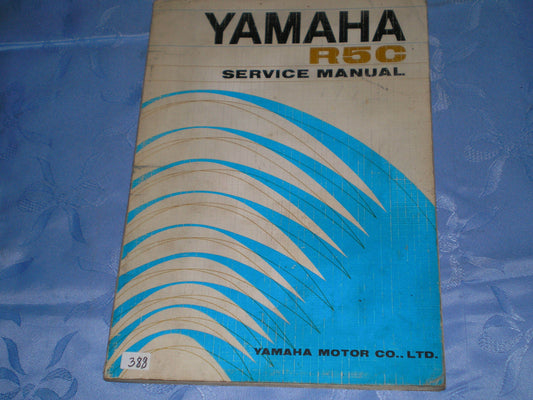 YAMAHA
R5C
SERVICE MANUAL
388
YAMAHA MOTOR CO.. LTD.